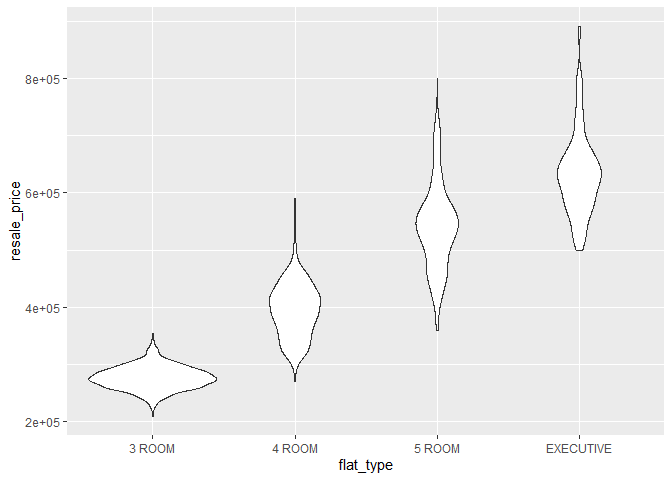 8e+05
6e+05
4e+05
2e+05
resale_price
3 ROOM 4 ROOM 5 ROOM EXECUTIVE
flat_type